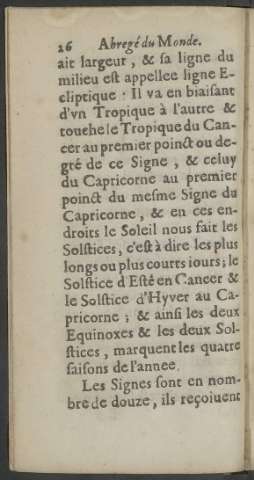 26 Abregé du Monde.
ait largeur, & sa ligne du
milieu est appellee ligne E-
cliptique : Il va en biaisant
d'vn Tropique à l'autre &
touche le Tropique du Can-
cer au premier poinct ou de-
gré de ce Signe, & celuy
du Capricorne au premier
poinct du mesme Signe du
Capricorne, & en ces en-
droits le Soleil nous fait les
Solstices, c'est à dire les plus
longs ou plus courts iours; le
Solstice d'Esté en Cancer &
le Solstice d'Hyver au Ca-
pricorne ; & ainsi les deux
Equinoxes & les deux Sol-
stices, marquent les quatre
saisons de l'annee.
Les Signes sont en nom-
bre de douze, ils reçoiuent